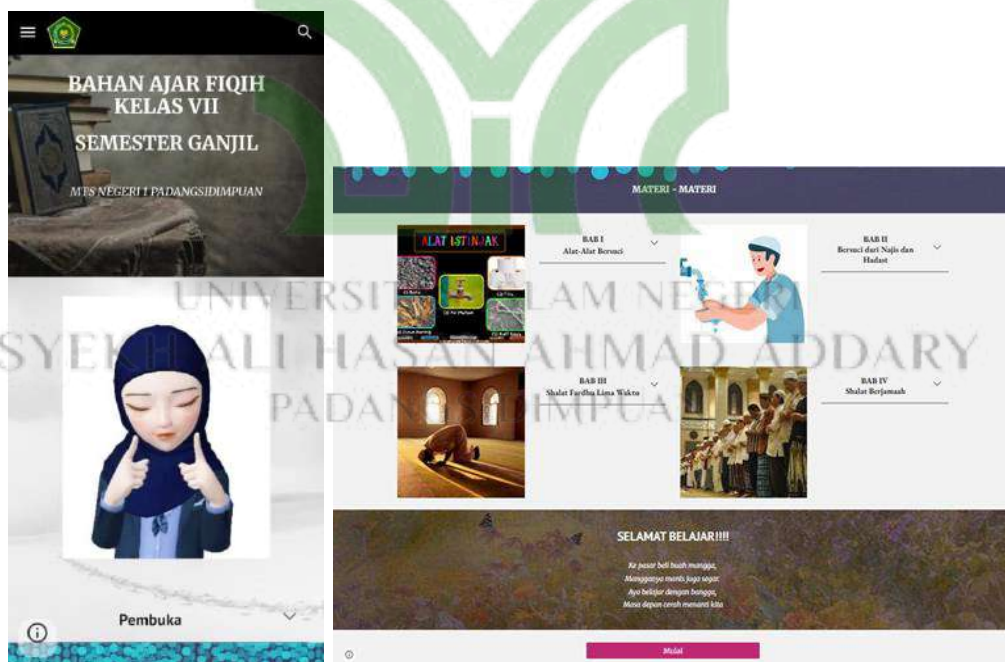 BAHAN AJAR FIQIH
KELAS VII
SEMESTER GANJIL
MTS NEGERI 1 PADANGSIDIMPUAN
Pembuka
MATERI - MATERI
ALAT ISTINJAK
BAB I
Alat-Alat Bersuci
BAB II
Bersuci dari Najis dan
Hadast
BAB III
Shalat Fardhu Lima Waktu
BAB IV
Shalat Berjamaah
SELAMAT BELAJAR!!!!
Ke pasar beli buah mangga,
Mangganya manis juga segar.
Ayo belajar dengan bangga,
Masa depan cerah menanti kita
Mulai
UNIVERSITAS ISLAM NEGERI
SYEKH ALI HASAN AHMAD ADDARY
PADANGSIDIMPUAN